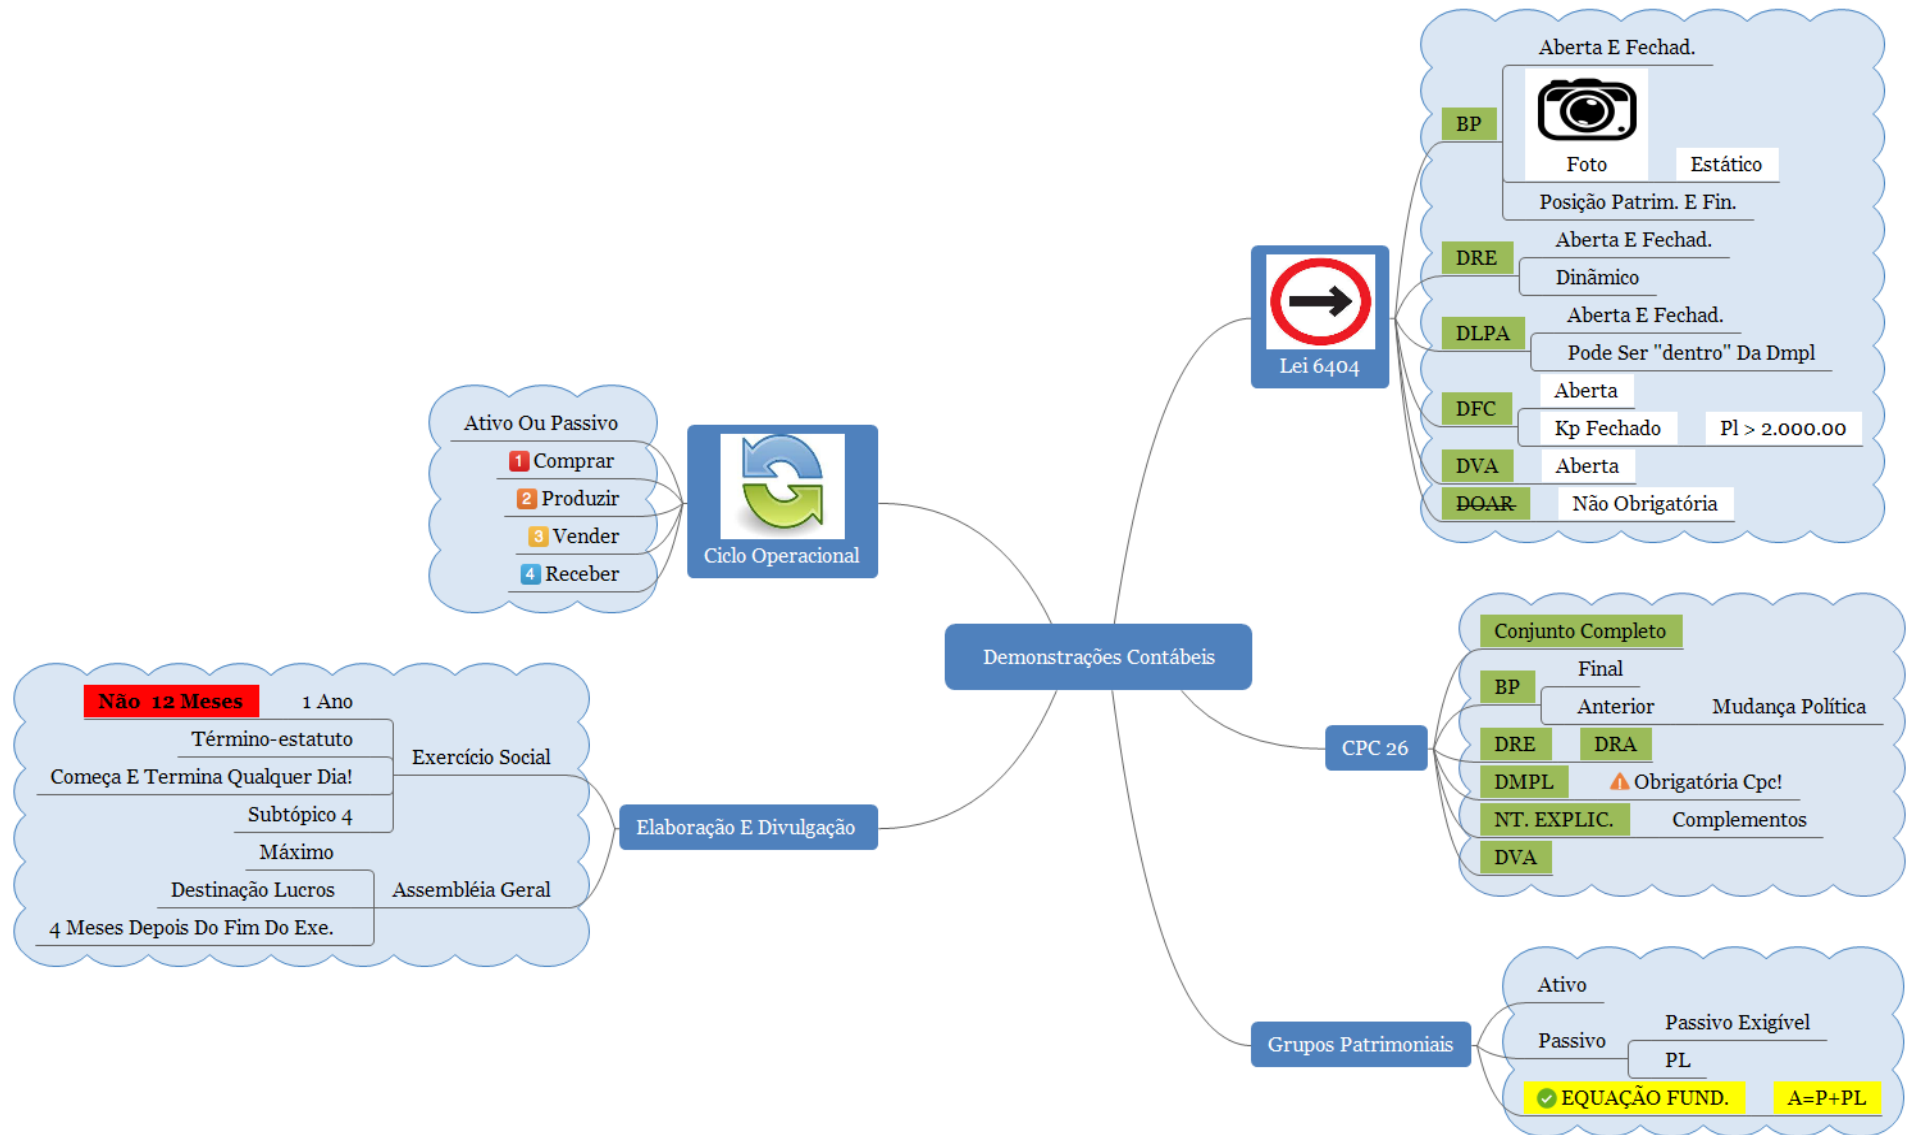 Demonstrações Contábeis
Lei 6404
BP
Aberta E Fechad.
Foto
Estático
Posição Patrim. E Fin.
DRE
Aberta E Fechad.
Dinãmico
DLPA
Aberta E Fechad.
Pode Ser "dentro" Da Dmpl
DFC
Aberta
Kp Fechado
Pl > 2.000.00
DVA
Aberta
DOAR
Não Obrigatória
CPC 26
Conjunto Completo
BP
Final
Anterior
Mudança Política
DRE
DRA
DMPL
Obrigatória Cpc!
NT. EXPLIC.
Complementos
DVA
Grupos Patrimoniais
Ativo
Passivo
Passivo Exigível
PL
EQUAÇÃO FUND.
A=P+PL
Ciclo Operacional
Ativo Ou Passivo
1 Comprar
2 Produzir
3 Vender
4 Receber
Elaboração E Divulgação
Exercício Social
1 Ano
Não 12 Meses
Término-estatuto
Começa E Termina Qualquer Dia!
Subtópico 4
Assembléia Geral
Máximo
Destinação Lucros
4 Meses Depois Do Fim Do Exe.